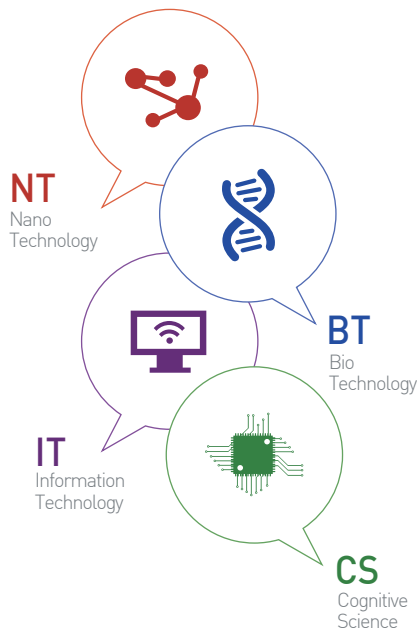 NT
Nano
Technology
BT
Bio
Technology
IT
Information
Technology
CS
Cognitive
Science